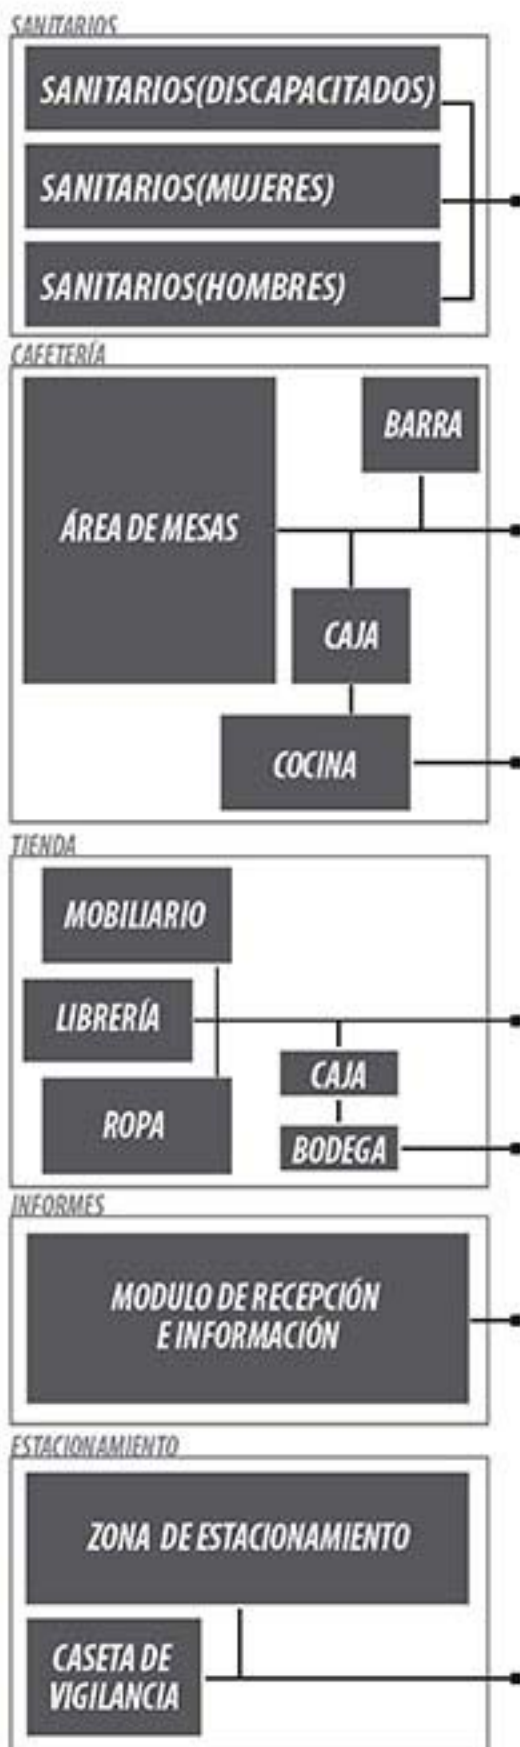 SANITARIOS
SANITARIOS(DISCAPACITADOS)
SANITARIOS(MUJERES)
SANITARIOS(HOMBRES)
CAFETERÍA
BARRA
ÁREA DE MESAS
CAJA
COCINA
TIENDA
MOBILIARIO
LIBRERÍA
CAJA
ROPA
BODEGA
INFORMES
MODULO DE RECEPCIÓN
E INFORMACIÓN
ESTACIONAMIENTO
ZONA DE ESTACIONAMIENTO
CASETA DE
VIGILANCIA